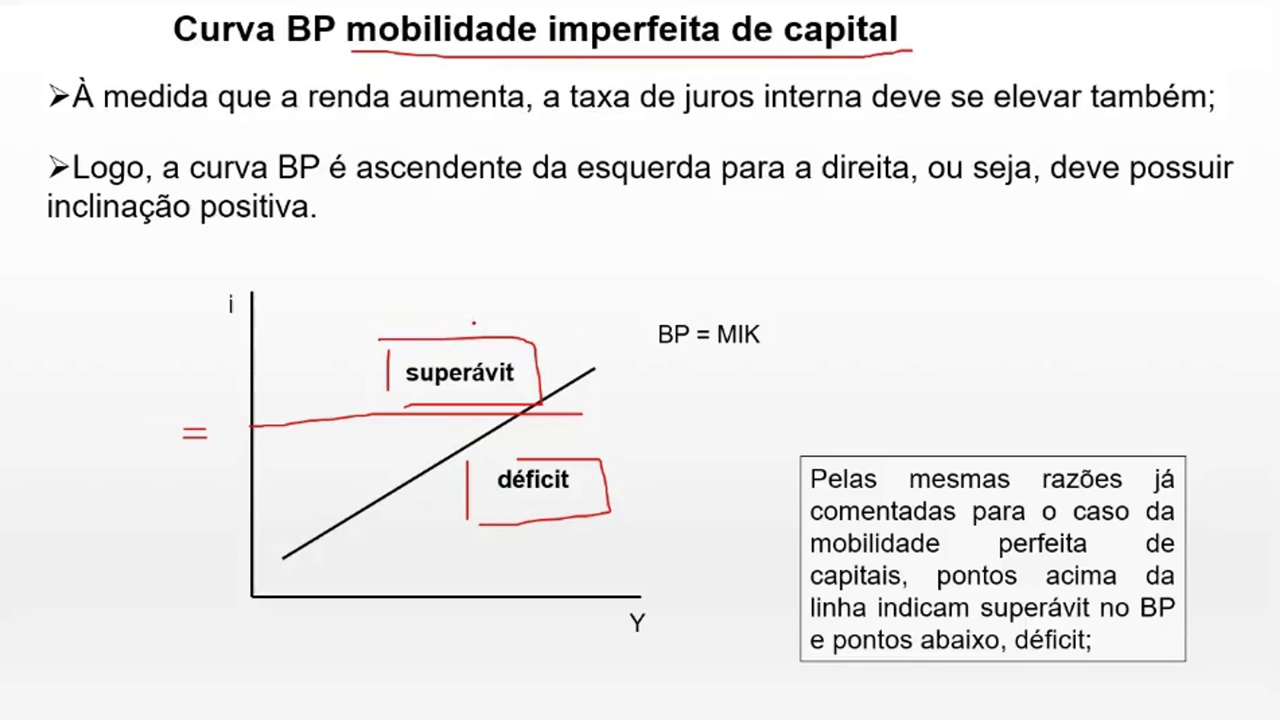 Curva BP mobilidade imperfeita de capital
➢À medida que a renda aumenta, a taxa de juros interna deve se elevar também;
➢Logo, a curva BP é ascendente da esquerda para a direita, ou seja, deve possuir
inclinação positiva.
i
BP = MIK
superávit
=
déficit
Y
Pelas mesmas razões já
comentadas para o caso da
mobilidade perfeita de
capitais, pontos acima da
linha indicam superávit no BP
e pontos abaixo, déficit;